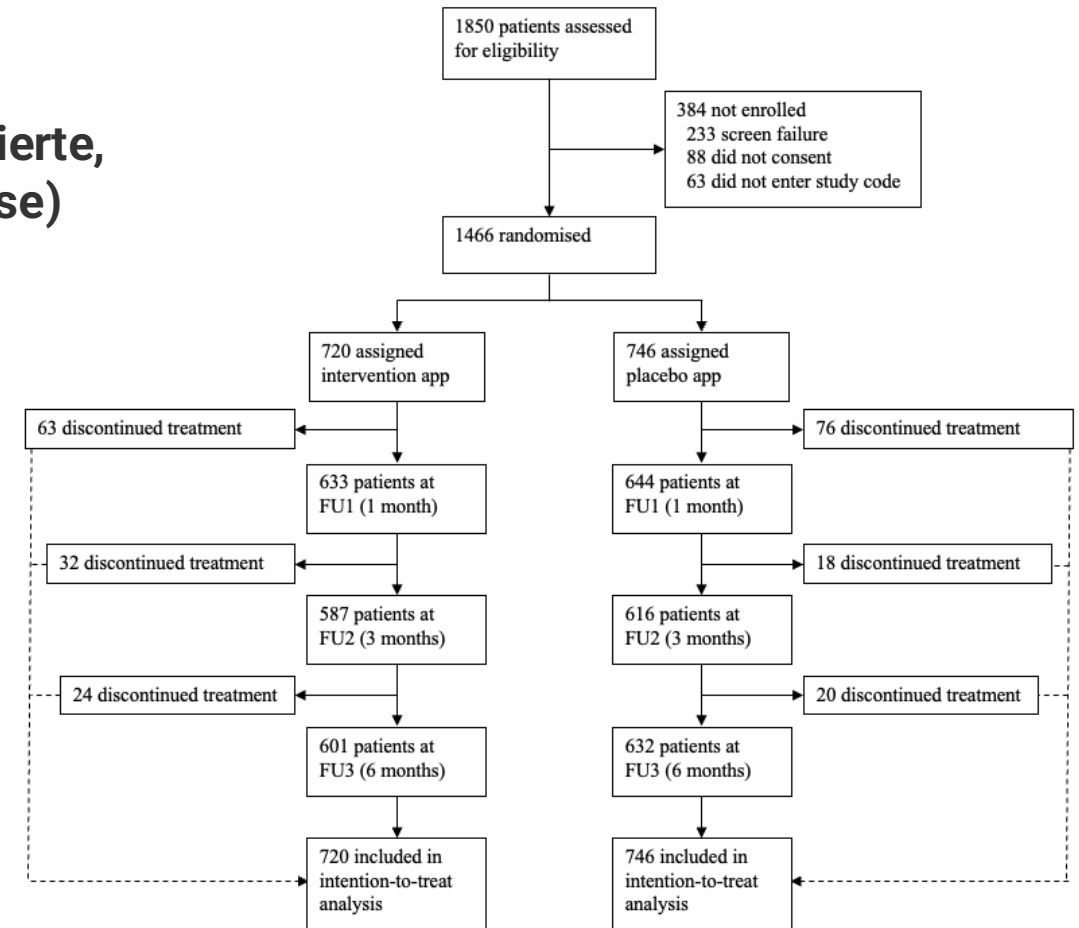 ierte,
se)
1850 patients assessed
for eligibility
384 not enrolled
233 screen failure
88 did not consent
63 did not enter study code
1466 randomised
720 assigned
intervention app
746 assigned
placebo app
63 discontinued treatment
76 discontinued treatment
633 patients at
FU1 (1 month)
644 patients at
FU1 (1 month)
32 discontinued treatment
18 discontinued treatment
587 patients at
FU2 (3 months)
616 patients at
FU2 (3 months)
24 discontinued treatment
20 discontinued treatment
601 patients at
FU3 (6 months)
632 patients at
FU3 (6 months)
720 included in
intention-to-treat
analysis
746 included in
intention-to-treat
analysis